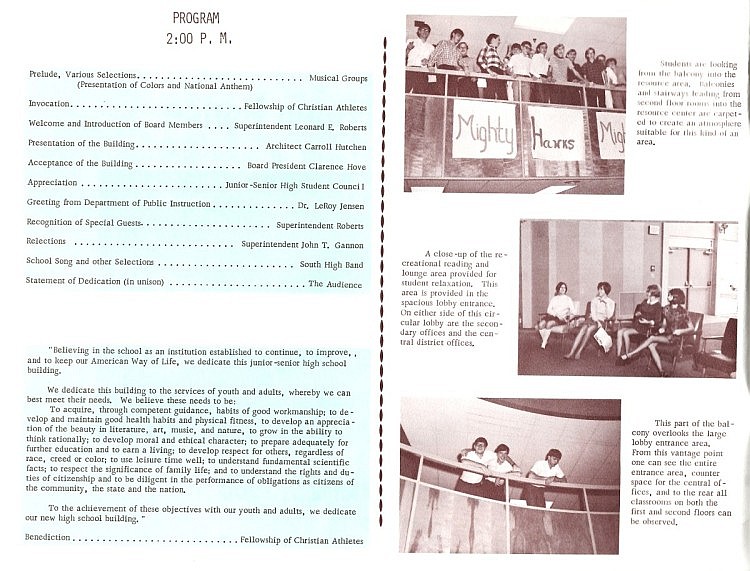 PROGRAM
2:00 P. M.
Prelude, Various Selections. . . . . . . . . . . . . . . . . . . . . . . . . . . . Musical Groups
(Presentation of Colors and National Anthem)
Invocation. . . . . . . . . . . . . . . . . . . . . . . . . . . . . Fellowship of Christian Athletes
Welcome and Introduction of Board Members . . . . Superintendent Leonard E. Roberts
Presentation of the Building. . . . . . . . . . . . . . . . . . . . . Architect Carroll Hutchen
Acceptance of the Building . . . . . . . . . . . . . . . . . . Board President Clarence Hove
Appreciation . . . . . . . . . . . . . . . . . . . . . . . . Junior-Senior High Student Council
Greeting from Department of Public Instruction. . . . . . . . . . . . . . Dr. LeRoy Jensen
Recognition of Special Guests. . . . . . . . . . . . . . . . . . . . . . Superintendent Roberts
Relections . . . . . . . . . . . . . . . . . . . . . . . . . . . Superintendent John T. Gannon
School Song and other Selections . . . . . . . . . . . . . . . . . . . . . . . South High Band
Statement of Dedication (in unison) . . . . . . . . . . . . . . . . . . . . . . . The Audience
"Believing in the school as an institution established to continue, to improve, ,
and to keep our American Way of Life, we dedicate this junior-senior high school
building.
We dedicate this building to the services of youth and adults, whereby we can
best meet their needs. We believe these needs to be:
To acquire, through competent guidance, habits of good workmanship; to de-
velop and maintain good health habits and physical fitness, to develop an apprecia-
tion of the beauty in literature, art, music, and nature, to grow in the ability to
think rationally; to develop moral and ethical character; to prepare adequately for
further education and to earn a living; to develop respect for others, regardless of
race, creed or color; to use leisure time well; to understand fundamental scientific
facts; to respect the significance of family life; and to understand the rights and du-
ties of citizenship and to be diligent in the performance of obligations as citizens of
the community, the state and the nation.
To the achievement of these objectives with our youth and adults, we dedicate
our new high school building. "
Benediction. . . . . . . . . . . . . . . . . . . . . . . . . . . . Fellowship of Christian Athletes
Mighty
Hawks
Mig
Students are looking
from the balcony into the
resource area. Balconies
and stairways leading from
second floor rooms into the
resource center are carpet-
ed to create an atmosphere
suitable for this kind of an
area.
A close-up of the re-
creational reading and
lounge area provided for
student relaxation. This
area is provided in the
spacious lobby entrance.
On either side of this cir-
cular lobby are the secon-
dary offices and the cen-
tral district offices.
This part of the bal-
cony overlooks the large
lobby entrance area.
From this vantage point
one can see the entire
entrance area, counter
space for the central of-
fices, and to the rear all
classrooms on both the
first and second floors can
be observed.